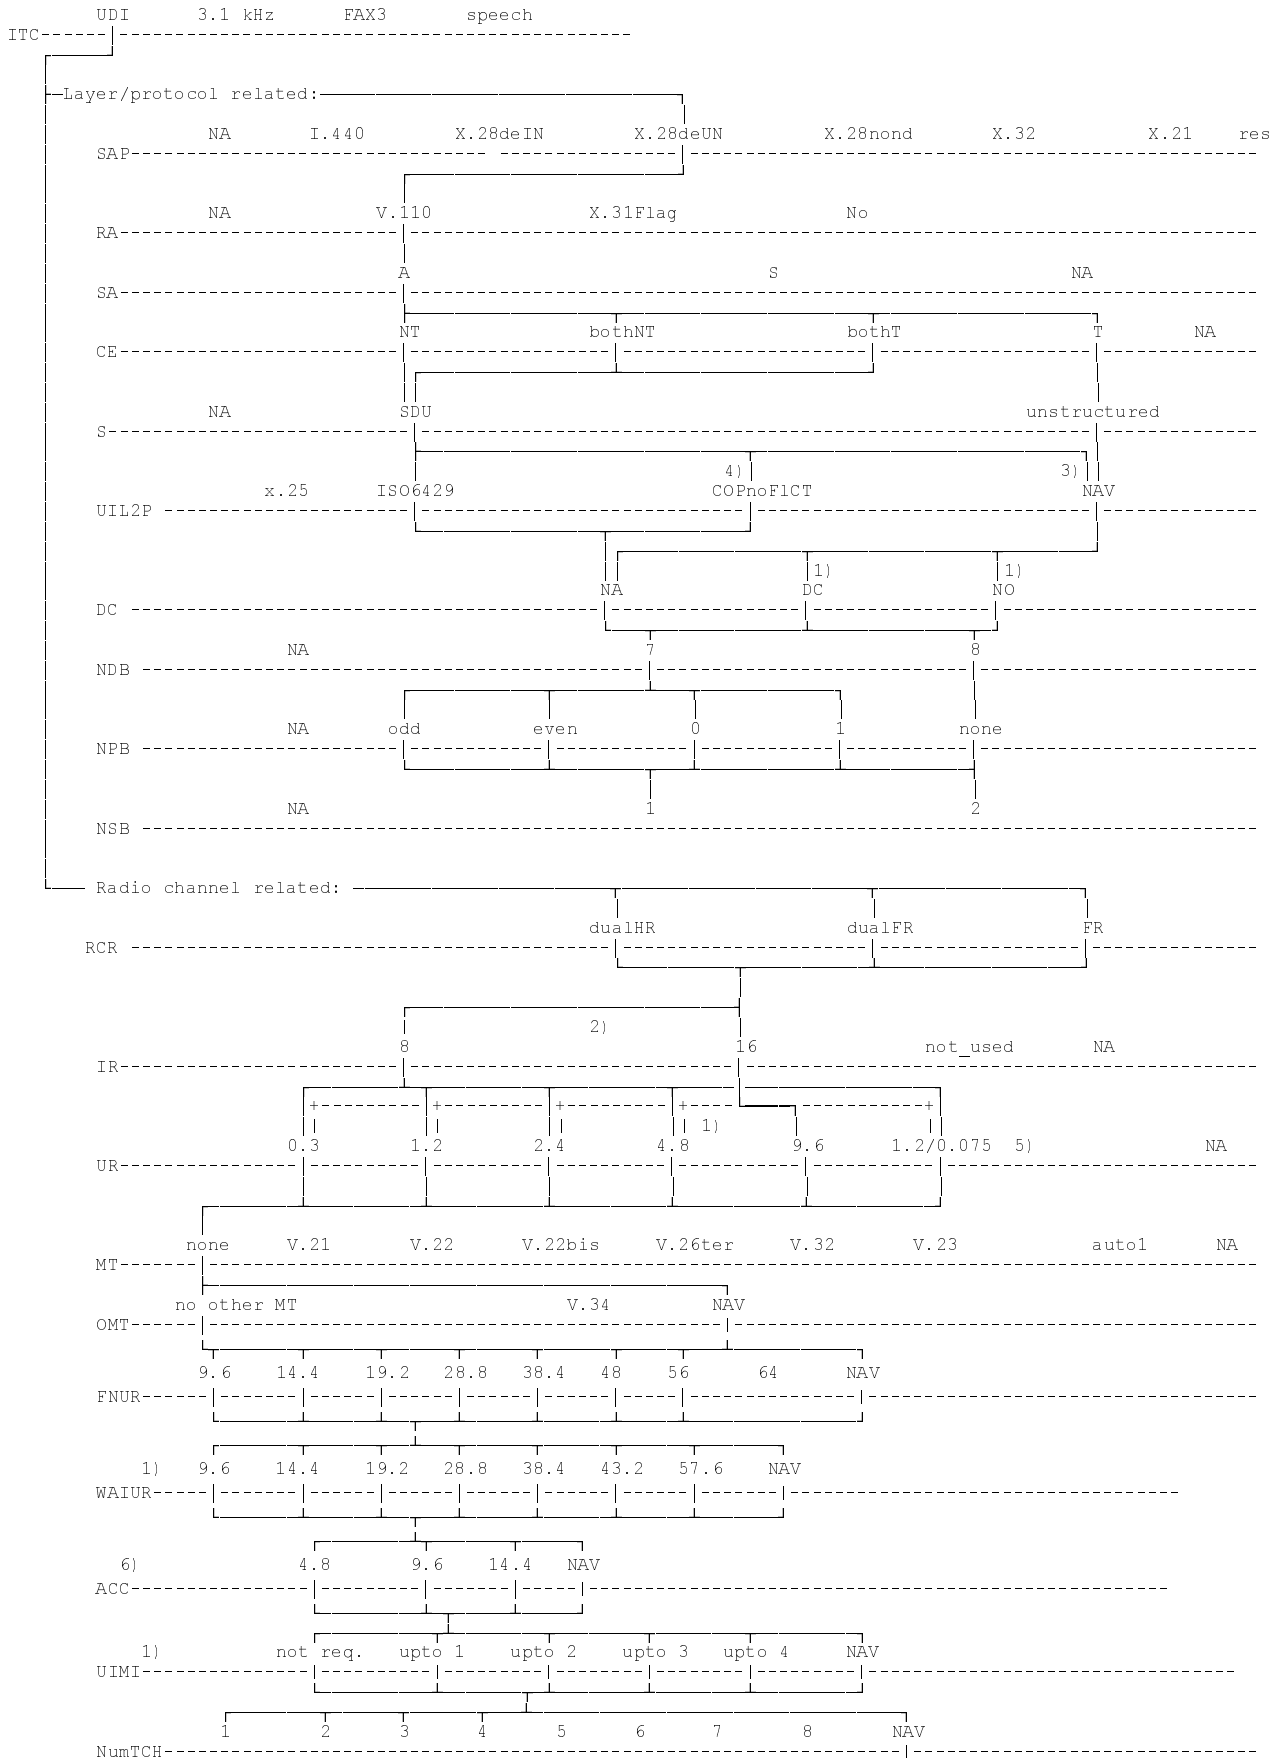 UDI 3.1 kHz FAX3 speech
ITC
Layer/protocol related:
NA I.440 X.28deIN X.28deUN X.28nond X.32 X.21 res
SAP
NA V.110 X.31Flag No
RA
A S NA
SA
NT bothNT bothT T NA
CE
NA SDU unstructured
S
4) 3)
x.25 ISO6429 COPnoFlCT NAV
UIL2P
1) 1)
NA DC NO
DC
NA 7 8
NDB
NA odd even 0 1 none
NPB
NA 1 2
NSB
Radio channel related:
dualHR dualFR FR
RCR
2)
8 16 not_used NA
IR
1)
0.3 1.2 2.4 4.8 9.6 1.2/0.075 5) NA
UR
none V.21 V.22 V.22bis V.26ter V.32 V.23 auto1 NA
MT
no other MT V.34 NAV
OMT
9.6 14.4 19.2 28.8 38.4 48 56 64 NAV
FNUR
1) 9.6 14.4 19.2 28.8 38.4 43.2 57.6 NAV
WAIUR
6) 4.8 9.6 14.4 NAV
ACC
1) not req. upto 1 upto 2 upto 3 upto 4 NAV
UIMI
1 2 3 4 5 6 7 8 NAV
NumTCH